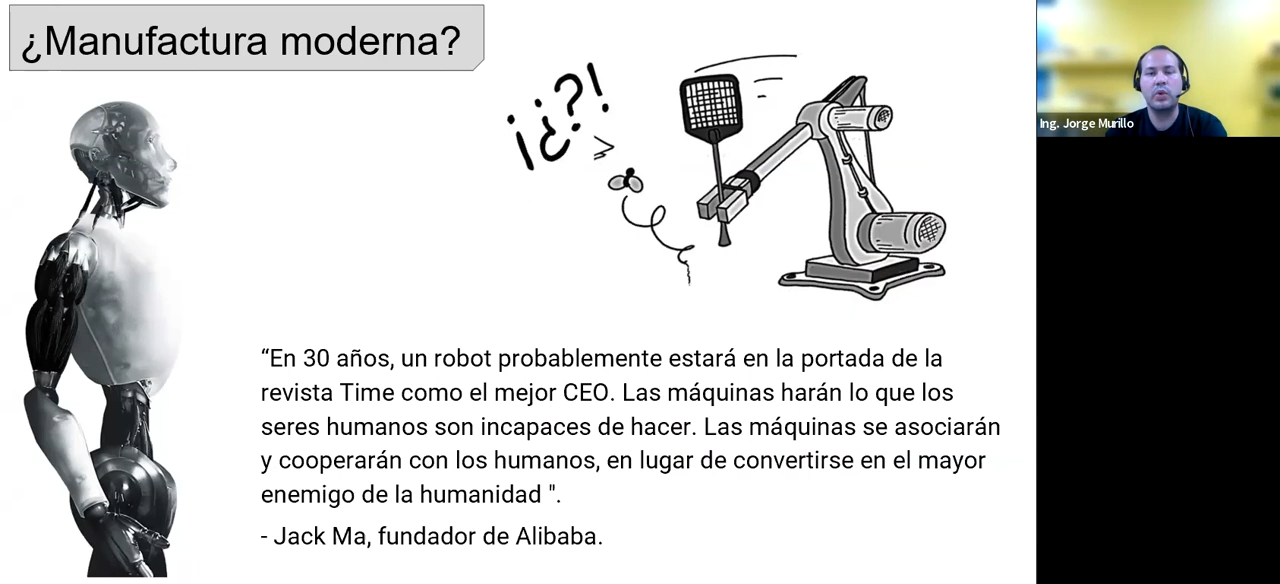 ¿Manufactura moderna?
¡¿?!
Ing. Jorge Murillo
“En 30 años, un robot probablemente estará en la portada de la
revista Time como el mejor CEO. Las máquinas harán lo que los
seres humanos son incapaces de hacer. Las máquinas se asociarán
y cooperarán con los humanos, en lugar de convertirse en el mayor
enemigo de la humanidad ".
- Jack Ma, fundador de Alibaba.